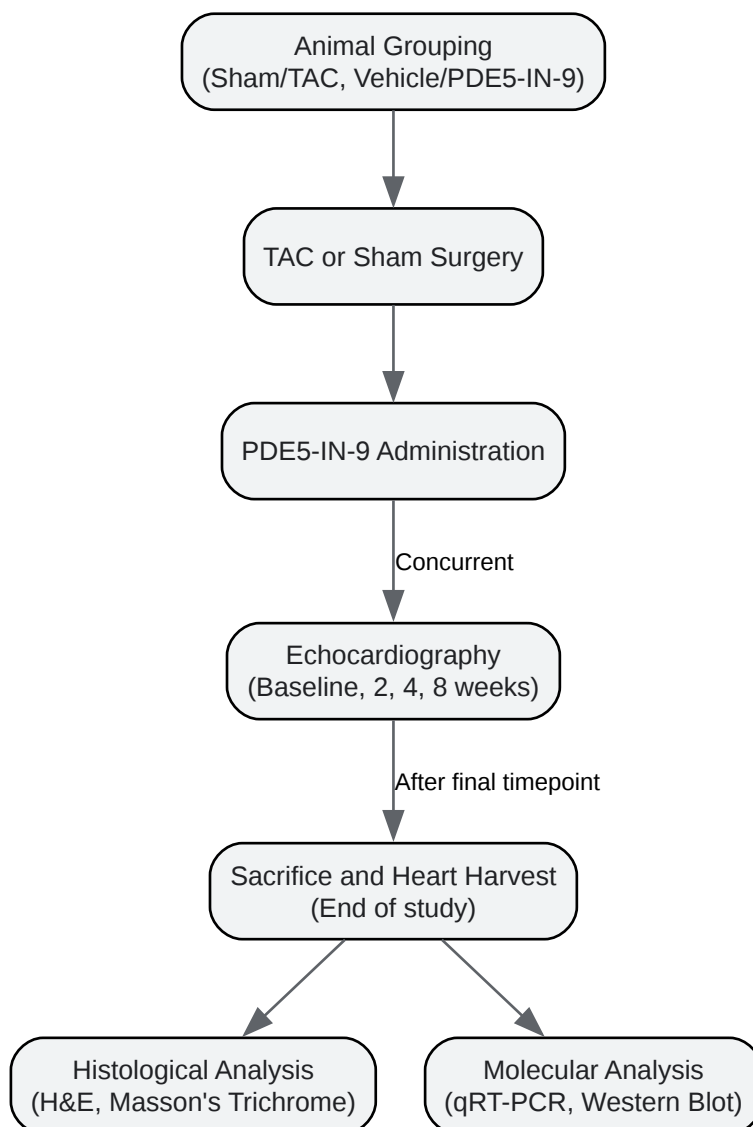 Animal Grouping
(Sham/TAC, Vehicle/PDE5-IN-9)
TAC or Sham Surgery
PDE5-IN-9 Administration
Concurrent
Echocardiography
(Baseline, 2, 4, 8 weeks)
After final timepoint
Sacrifice and Heart Harvest
(End of study)
Histological Analysis
(H&E, Masson's Trichrome)
Molecular Analysis
(qRT-PCR, Western Blot)